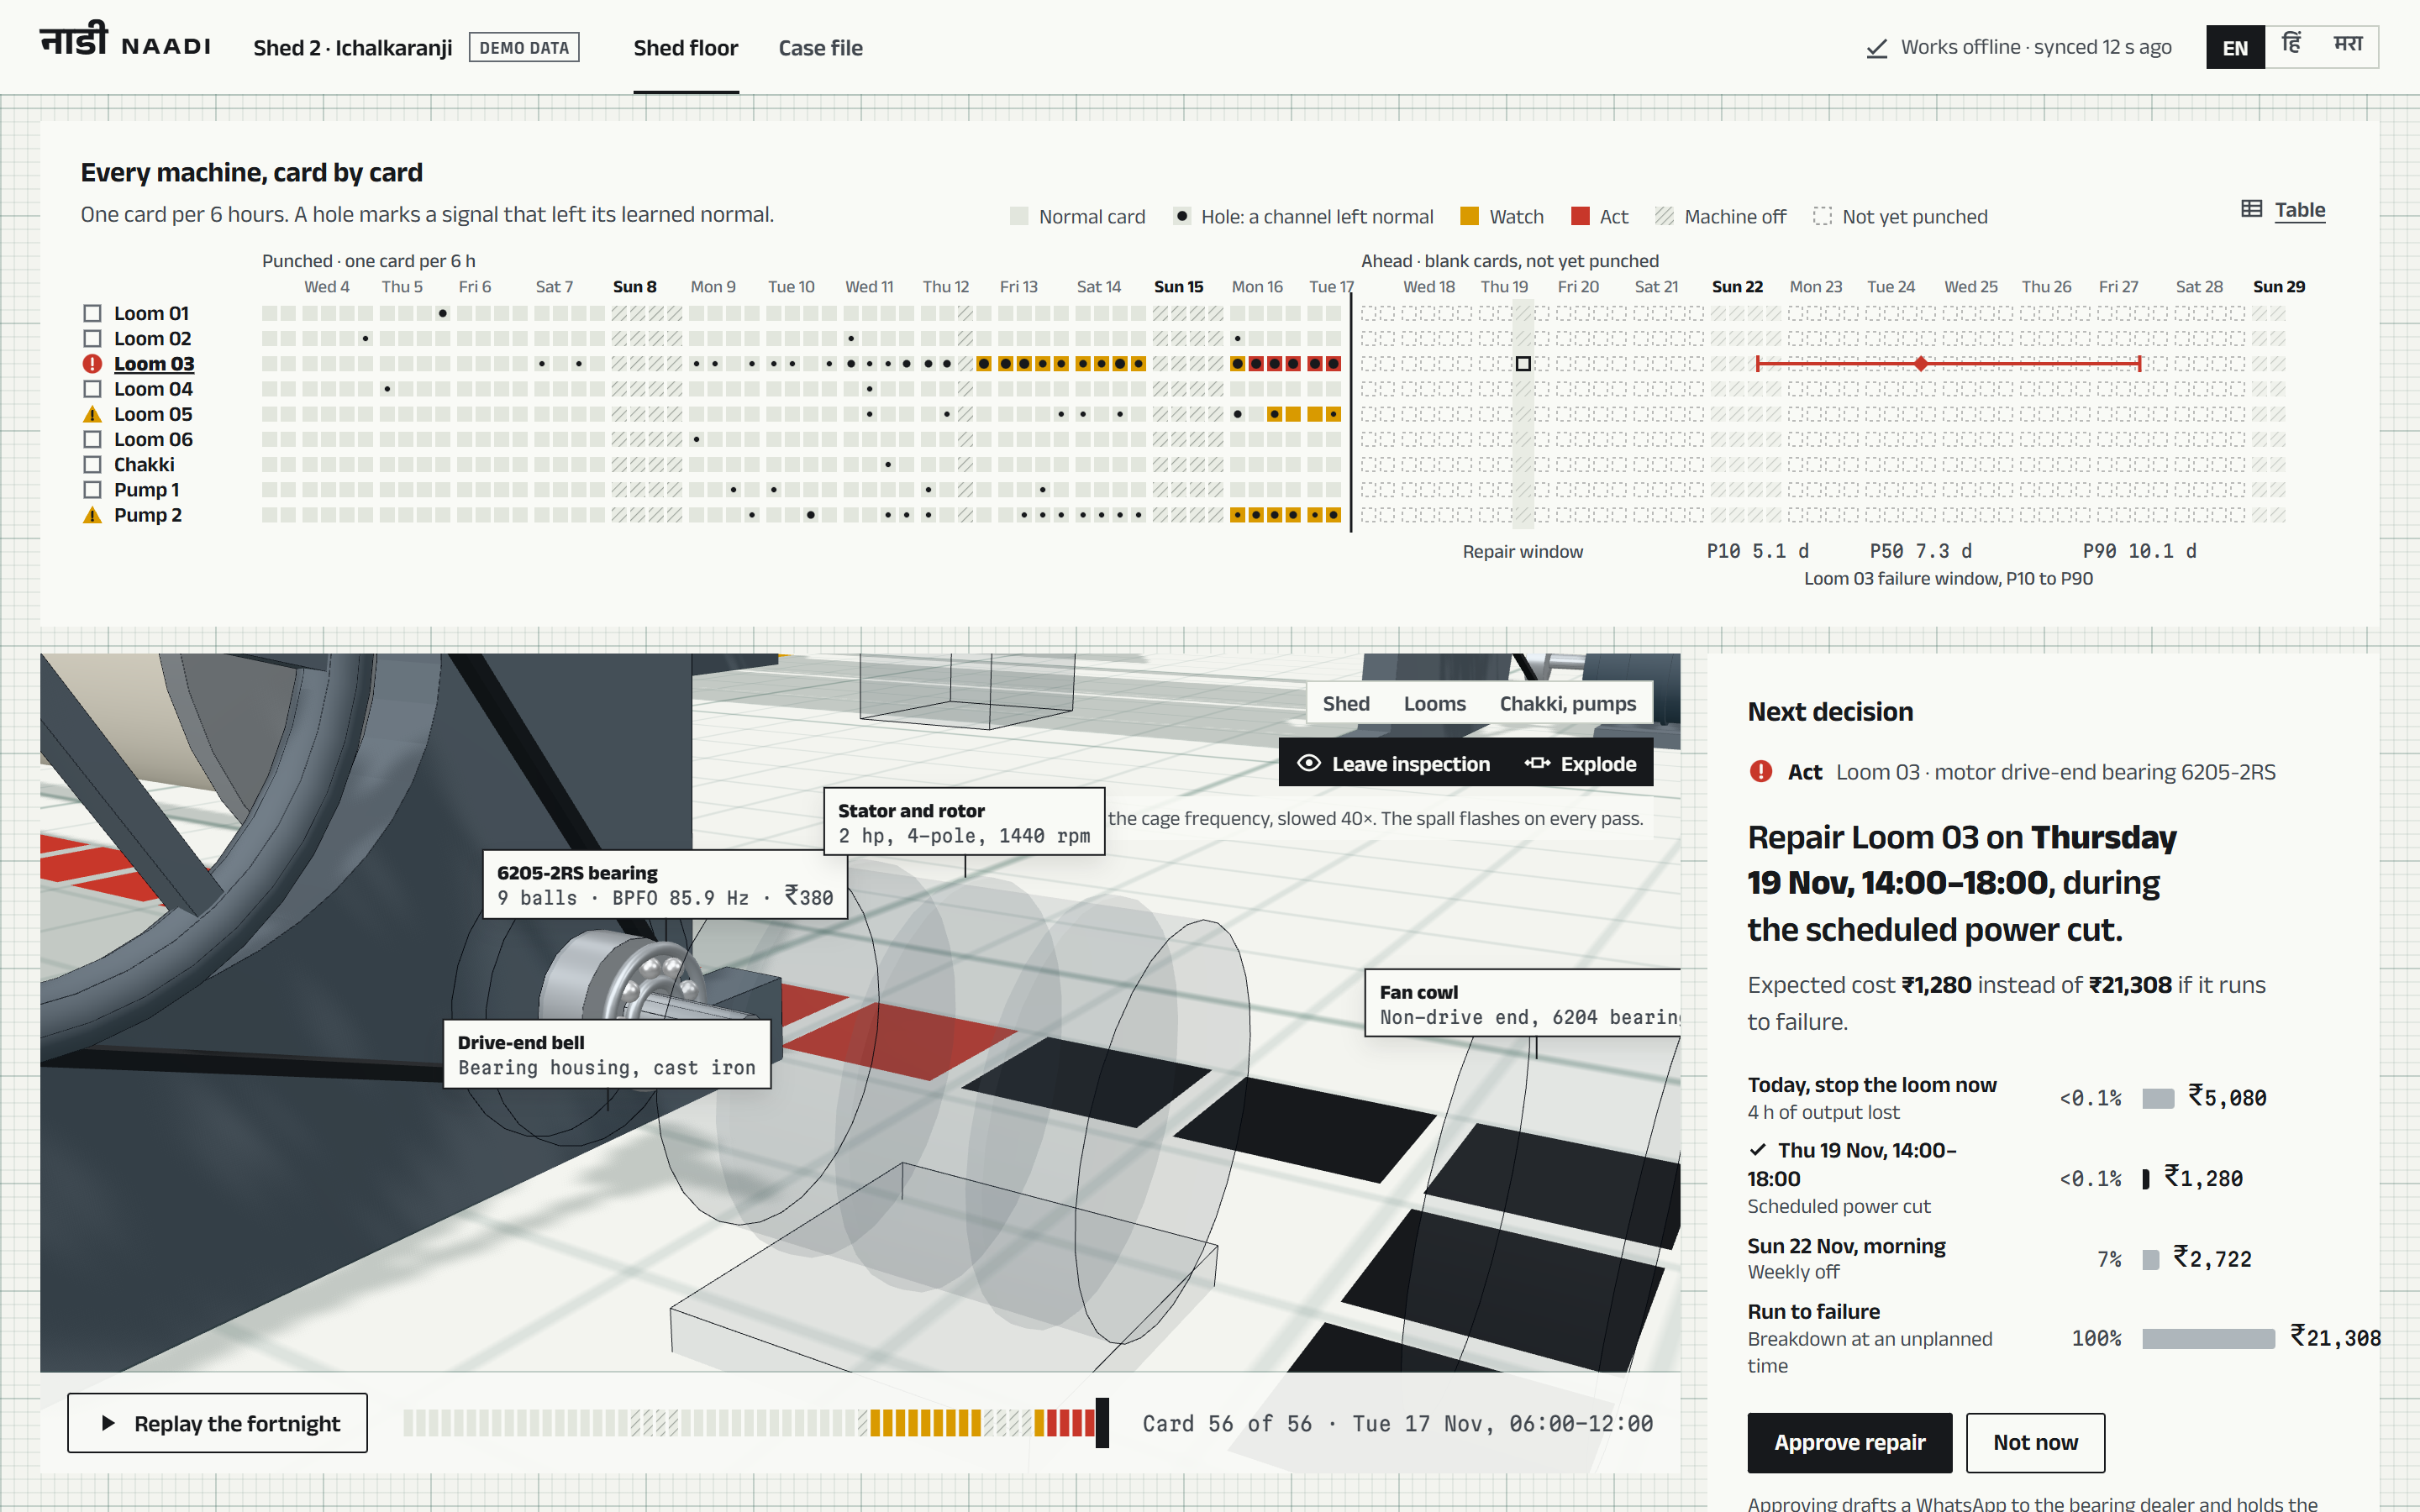 नाडी NAADI
Shed 2 · Ichalkaranji
DEMO DATA
Shed floor
Case file
Works offline · synced 12 s ago
EN
हिं
मरा
Every machine, card by card
One card per 6 hours. A hole marks a signal that left its learned normal.
Normal card
Hole: a channel left normal
Watch
Act
Machine off
Not yet punched
Table
Punched · one card per 6 h
Ahead · blank cards, not yet punched
Wed 4 Thu 5 Fri 6 Sat 7 Sun 8 Mon 9 Tue 10 Wed 11 Thu 12 Fri 13 Sat 14 Sun 15 Mon 16 Tue 17 Wed 18 Thu 19 Fri 20 Sat 21 Sun 22 Mon 23 Tue 24 Wed 25 Thu 26 Fri 27 Sat 28 Sun 29
Loom 01
Loom 02
Loom 03
Loom 04
Loom 05
Loom 06
Chakki
Pump 1
Pump 2
Repair window
P10 5.1 d
P50 7.3 d
P90 10.1 d
Loom 03 failure window, P10 to P90
Shed
Looms
Chakki, pumps
Leave inspection
Explode
the cage frequency, slowed 40×. The spall flashes on every pass.
Stator and rotor
2 hp, 4-pole, 1440 rpm
6205-2RS bearing
9 balls · BPFO 85.9 Hz · ₹380
Fan cowl
Non-drive end, 6204 bearing
Drive-end bell
Bearing housing, cast iron
Replay the fortnight
Card 56 of 56 · Tue 17 Nov, 06:00–12:00
Next decision
Act Loom 03 · motor drive-end bearing 6205-2RS
Repair Loom 03 on Thursday
19 Nov, 14:00–18:00, during
the scheduled power cut.
Expected cost ₹1,280 instead of ₹21,308 if it runs
to failure.
Today, stop the loom now
4 h of output lost
<0.1% ₹5,080
Thu 19 Nov, 14:00–
18:00
Scheduled power cut
<0.1% ₹1,280
Sun 22 Nov, morning
Weekly off
7% ₹2,722
Run to failure
Breakdown at an unplanned
time
100% ₹21,308
Approve repair
Not now
Approving drafts a WhatsApp to the bearing dealer and holds the